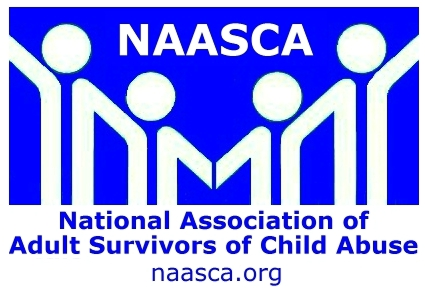 NAASCA
National Association of
Adult Survivors of Child Abuse
naasca.org